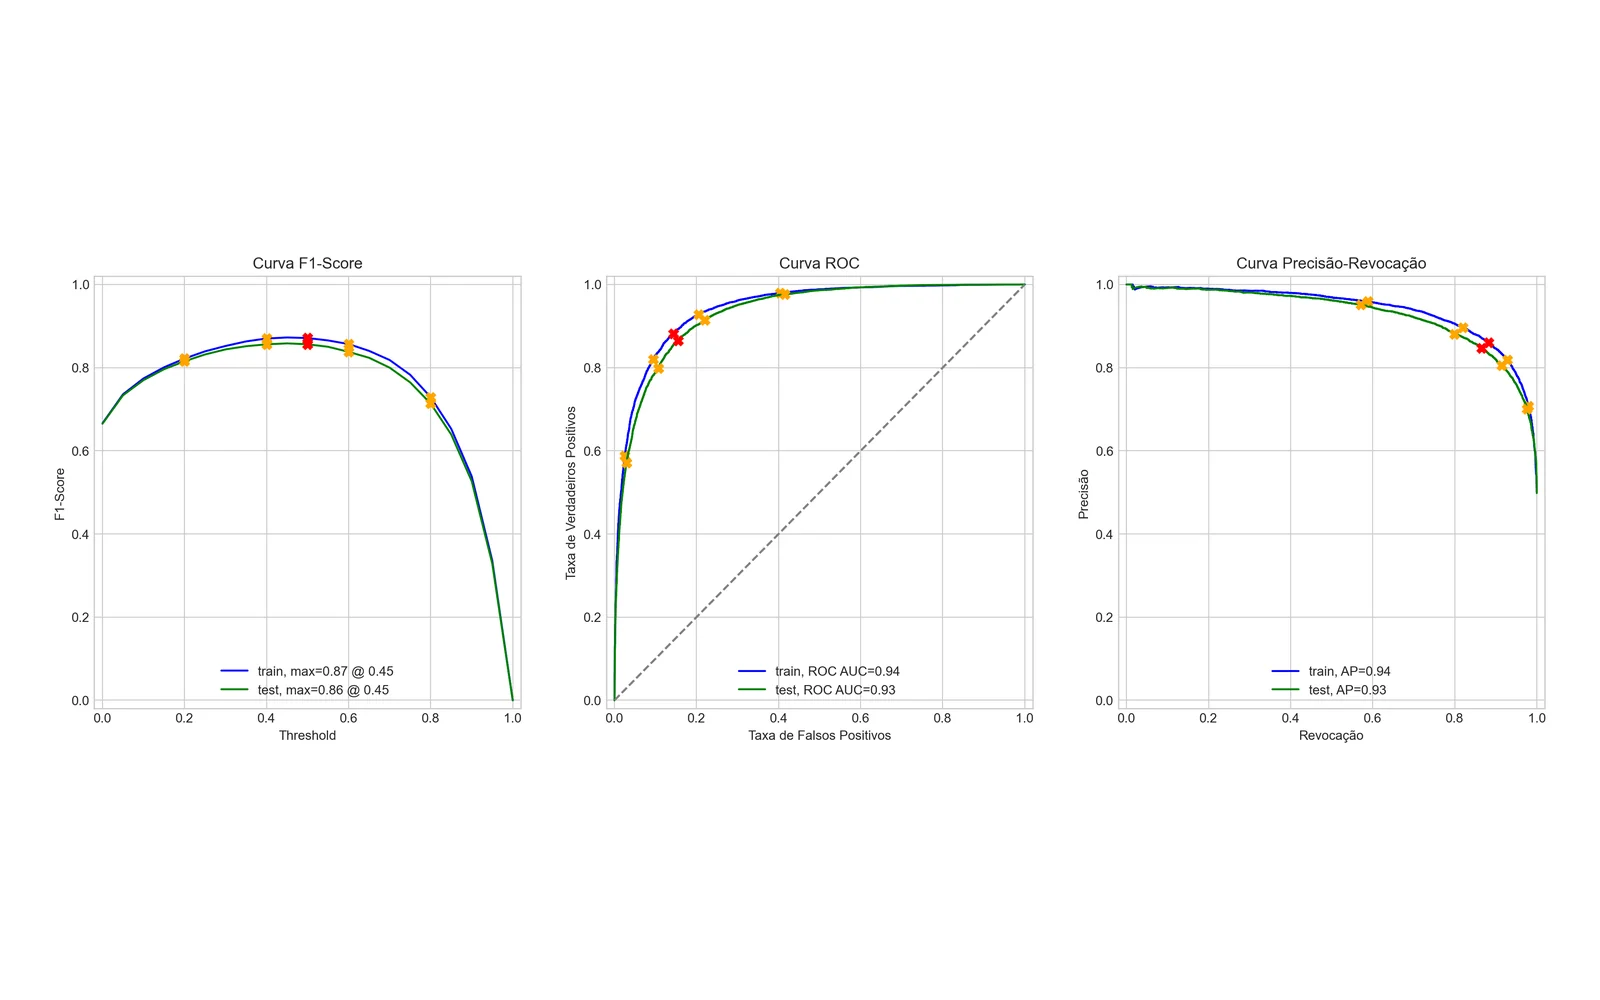 Curva F1-Score
1.0
0.8
0.6
0.4
0.2
0.0
F1-Score
train, max=0.87 @ 0.45
test, max=0.86 @ 0.45
0.0 0.2 0.4 0.6 0.8 1.0
Threshold
Curva ROC
1.0
0.8
0.6
0.4
0.2
0.0
Taxa de Verdadeiros Positivos
train, ROC AUC=0.94
test, ROC AUC=0.93
0.0 0.2 0.4 0.6 0.8 1.0
Taxa de Falsos Positivos
Curva Precisão-Revocação
1.0
0.8
0.6
0.4
0.2
0.0
Precisão
train, AP=0.94
test, AP=0.93
0.0 0.2 0.4 0.6 0.8 1.0
Revocação